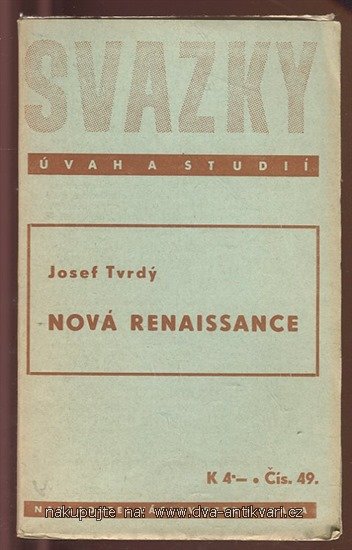 SVAZKY
ÚVAH A STUDIÍ
Josef Tvrdý
NOVÁ RENAISSANCE
K 4·— • Čís. 49.
nakupujte na: www.dva-antikvari.cz